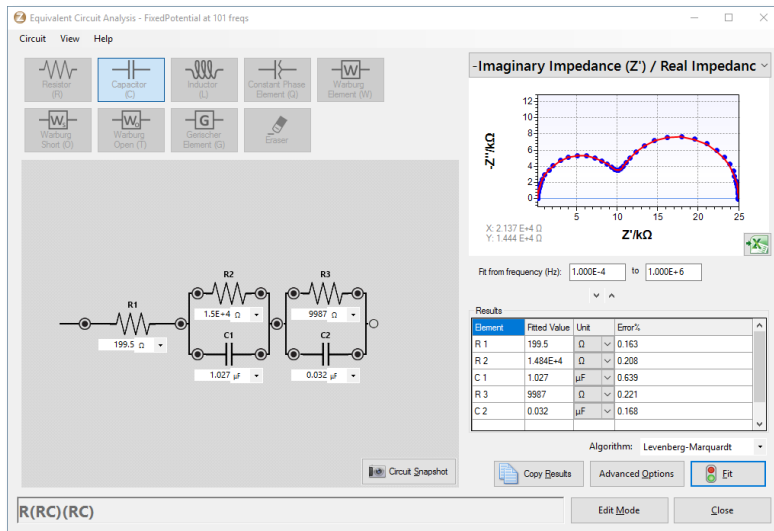 Equivalent Circuit Analysis - FixedPotential at 101 freqs
Circuit View Help
Resistor (R)
Capacitor (C)
Inductor (L)
Constant Phase Element (Q)
W
Warburg Element (W)
Ws
Warburg Short (O)
Wo
Warburg Open (T)
G
Gerischer Element (G)
Eraser
R1
199.5 Ω
R2
1.5E+4 Ω
C1
1.027 µF
R3
9987 Ω
C2
0.032 µF
Circuit Snapshot
R(RC)(RC)
-Imaginary Impedance (Z') / Real Impedanc
-Z''/kΩ
12
10
8
6
4
2
0
5 10 15 20 25
Z'/kΩ
X: 2.137 E+4 Ω
Y: 1.444 E+4 Ω
Fit from frequency (Hz): 1.000E-4 to 1.000E+6
Results
Element Fitted Value Unit Error%
R 1 199.5 Ω 0.163
R 2 1.484E+4 Ω 0.208
C 1 1.027 µF 0.639
R 3 9987 Ω 0.221
C 2 0.032 µF 0.168
Algorithm: Levenberg-Marquardt
Copy Results Advanced Options Fit
Edit Mode Close